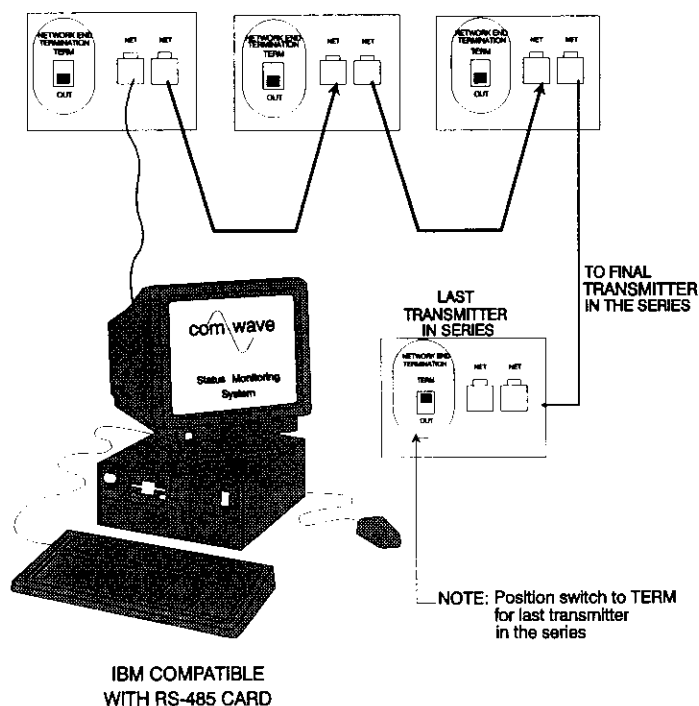 NETWORK END
TERMINATION
TERM
OUT
NET NET
NETWORK END
TERMINATION
TERM
OUT
NET NET
NETWORK END
TERMINATION
TERM
OUT
NET NET
TO FINAL
TRANSMITTER
IN THE SERIES
LAST
TRANSMITTER
IN SERIES
NETWORK END
TERMINATION
TERM
OUT
NET NET
com wave
Status Monitoring
System
NOTE: Position switch to TERM
for last transmitter
in the series
IBM COMPATIBLE
WITH RS-485 CARD